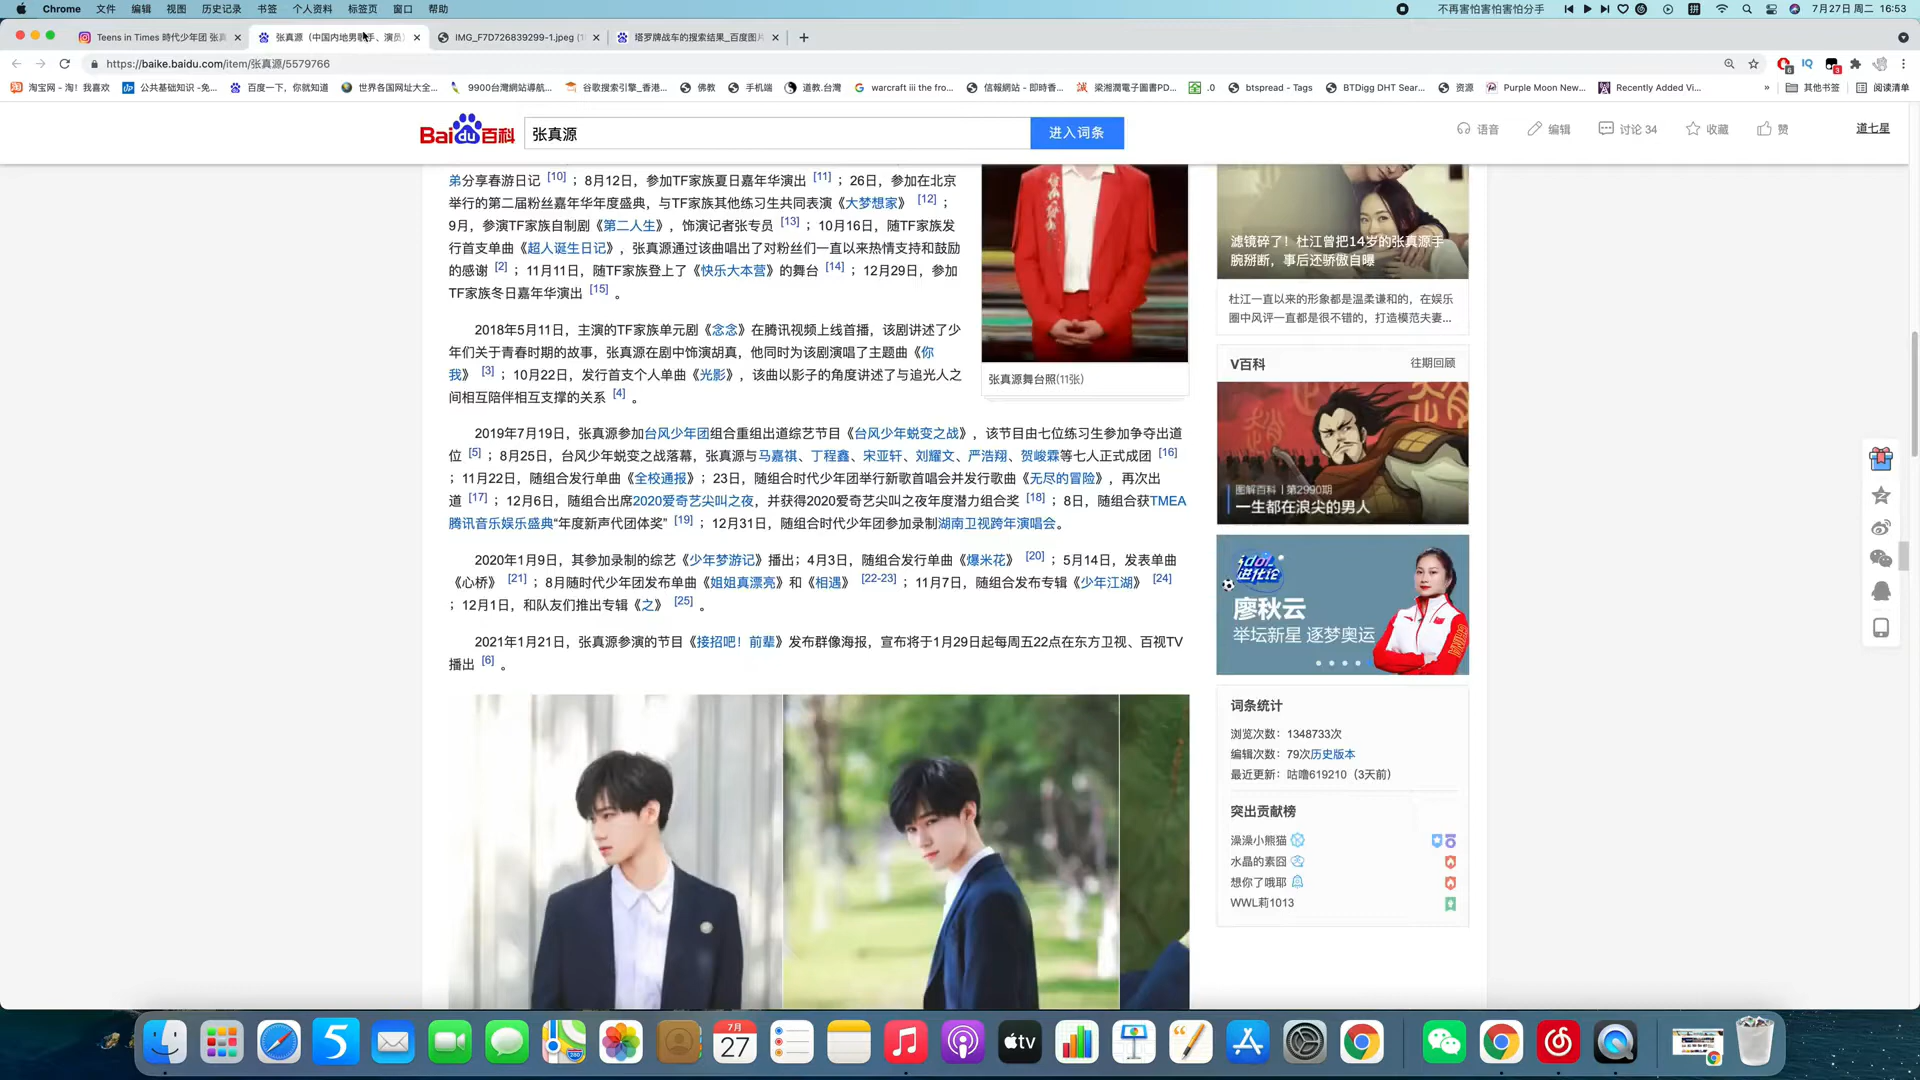 Chrome 文件 编辑 视图 历史记录 书签 个人资料 标签页 窗口 帮助 不再害怕害怕害怕分手 7月27日 周二 16:53
Teens in Times 時代少年团 张真 张真源（中国内地男歌手、演员） IMG_F7D726839299-1.jpeg 塔罗牌战车的搜索结果_百度图片
https://baike.baidu.com/item/张真源/5579766
淘宝网 - 淘！我喜欢 公共基础知识 -免... 百度一下，你就知道 世界各国网址大全... 9900台灣網站導航... 谷歌搜索引擎_香港... 佛教 手机端 道教.台灣 warcraft iii the fro... 信報網站 - 即時香... 梁湘潤電子圖書PD... .0 btspread - Tags BTDigg DHT Sear... 资源 Purple Moon New... Recently Added Vi... » 其他书签 阅读清单
Bai du 百科 张真源 进入词条 语音 编辑 讨论 34 收藏 赞 道七星
弟分享春游日记 [10] ；8月12日，参加TF家族夏日嘉年华演出 [11] ；26日，参加在北京
举行的第二届粉丝嘉年华年度盛典，与TF家族其他练习生共同表演《大梦想家》 [12] ；
9月，参演TF家族自制剧《第二人生》，饰演记者张专员 [13] ；10月16日，随TF家族发
行首支单曲《超人诞生日记》，张真源通过该曲唱出了对粉丝们一直以来热情支持和鼓励
的感谢 [2] ；11月11日，随TF家族登上了《快乐大本营》的舞台 [14] ；12月29日，参加
TF家族冬日嘉年华演出 [15] 。
2018年5月11日，主演的TF家族单元剧《念念》在腾讯视频上线首播，该剧讲述了少
年们关于青春时期的故事，张真源在剧中饰演胡真，他同时为该剧演唱了主题曲《你
我》 [3] ；10月22日，发行首支个人单曲《光影》，该曲以影子的角度讲述了与追光人之
间相互陪伴相互支撑的关系 [4] 。
张真源舞台照(11张)
2019年7月19日，张真源参加台风少年团组合重组出道综艺节目《台风少年蜕变之战》，该节目由七位练习生参加争夺出道
位 [5] ；8月25日，台风少年蜕变之战落幕，张真源与马嘉祺、丁程鑫、宋亚轩、刘耀文、严浩翔、贺峻霖等七人正式成团 [16]
；11月22日，随组合发行单曲《全校通报》；23日，随组合时代少年团举行新歌首唱会并发行歌曲《无尽的冒险》，再次出
道 [17] ；12月6日，随组合出席2020爱奇艺尖叫之夜，并获得2020爱奇艺尖叫之夜年度潜力组合奖 [18] ；8日，随组合获TMEA
腾讯音乐娱乐盛典“年度新声代团体奖” [19] ；12月31日，随组合时代少年团参加录制湖南卫视跨年演唱会。
2020年1月9日，其参加录制的综艺《少年梦游记》播出；4月3日，随组合发行单曲《爆米花》 [20] ；5月14日，发表单曲
《心桥》 [21] ；8月随时代少年团发布单曲《姐姐真漂亮》和《相遇》 [22-23] ；11月7日，随组合发布专辑《少年江湖》 [24]
；12月1日，和队友们推出专辑《之》 [25] 。
2021年1月21日，张真源参演的节目《接招吧！前辈》发布群像海报，宣布将于1月29日起每周五22点在东方卫视、百视TV
播出 [6] 。
滤镜碎了！杜江曾把14岁的张真源手
腕掰断，事后还骄傲自曝
杜江一直以来的形象都是温柔谦和的，在娱乐
圈中风评一直都是很不错的，打造模范夫妻...
V百科 往期回顾
图解百科 | 第2990期
一生都在浪尖的男人
idol
进化论
廖秋云
举坛新星 逐梦奥运
词条统计
浏览次数：1348733次
编辑次数：79次历史版本
最近更新：咕噜619210（3天前）
突出贡献榜
澡澡小熊猫
水晶的素囧
想你了哦耶
WWL莉1013
7月
27
tv